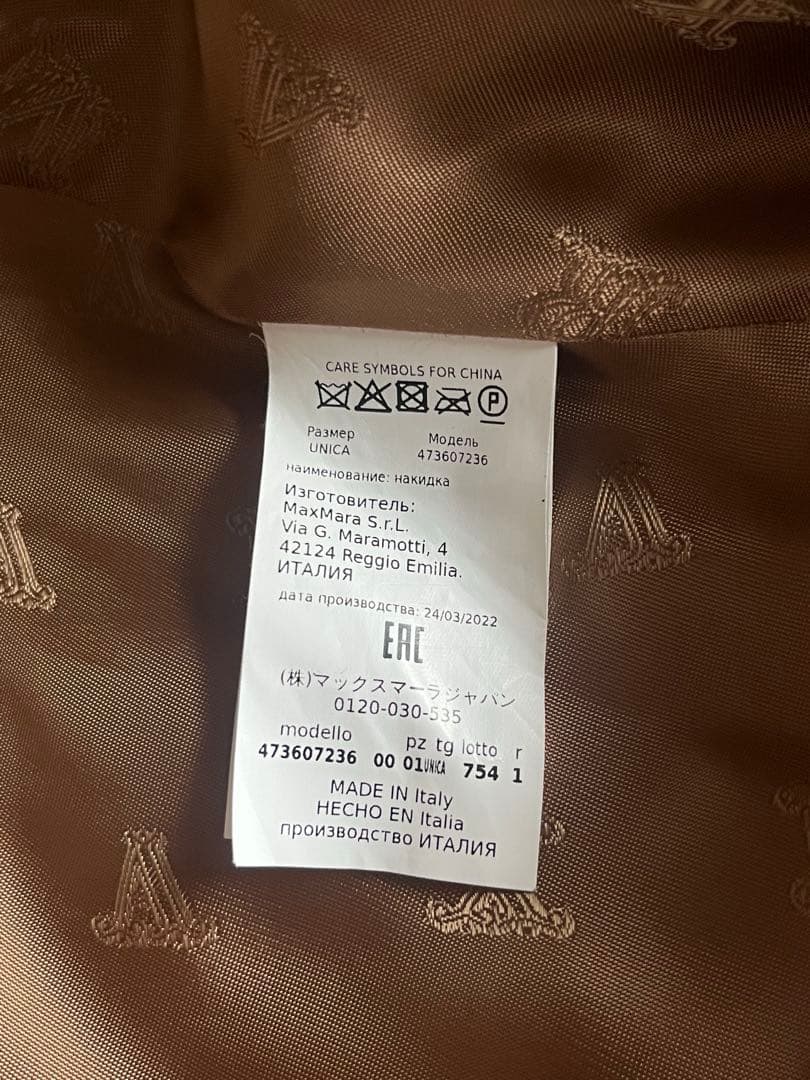 CARE SYMBOLS FOR CHINA
P
Размер Модель
UNICA 473607236
наименование: накидка
Изготовитель:
MaxMara S.r.L.
Via G. Maramotti, 4
42124 Reggio Emilia.
ИТАЛИЯ
дата производства: 24/03/2022
EAC
(株)マックスマーラジャパン
0120-030-535
modello pz tg lotto r
473607236 00 01 UNICA 754 1
MADE IN Italy
HECHO EN Italia
производство ИТАЛИЯ